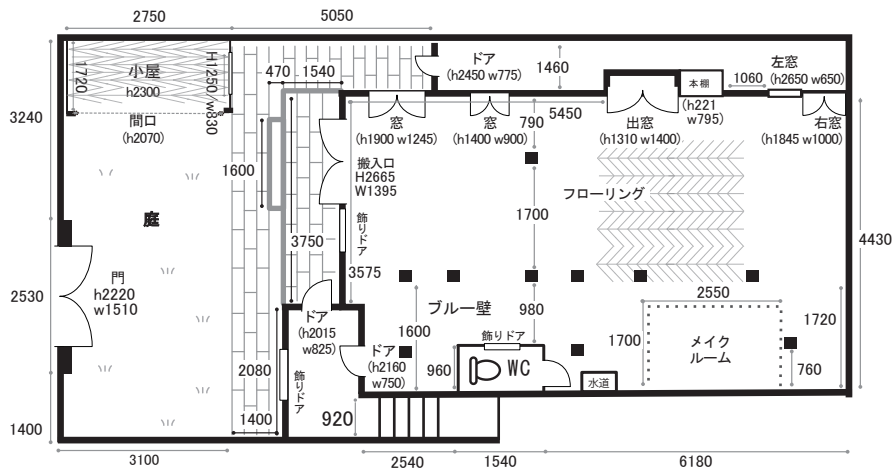 2750
5050
小屋
h2300
1720
H1250/w830
間口
(h2070)
470
1540
ドア
(h2450 w775)
1460
本棚
(h221
w795)
1060
左窓
(h2650 w650)
3240
窓
(h1900 w1245)
窓
(h1400 w900)
5450
790
出窓
(h1310 w1400)
右窓
(h1845 w1000)
1600
搬入口
H2665
W1395
フローリング
1700
庭
飾りドア
3750
3575
4430
門
h2220
w1510
2530
ドア
(h2015
w825)
ブルー壁
1600
980
2550
1720
飾りドア
1700
メイク
ルーム
2080
飾りドア
ドア
(h2160
w750)
960
WC
水道
760
1400
920
1400
3100
2540
1540
6180